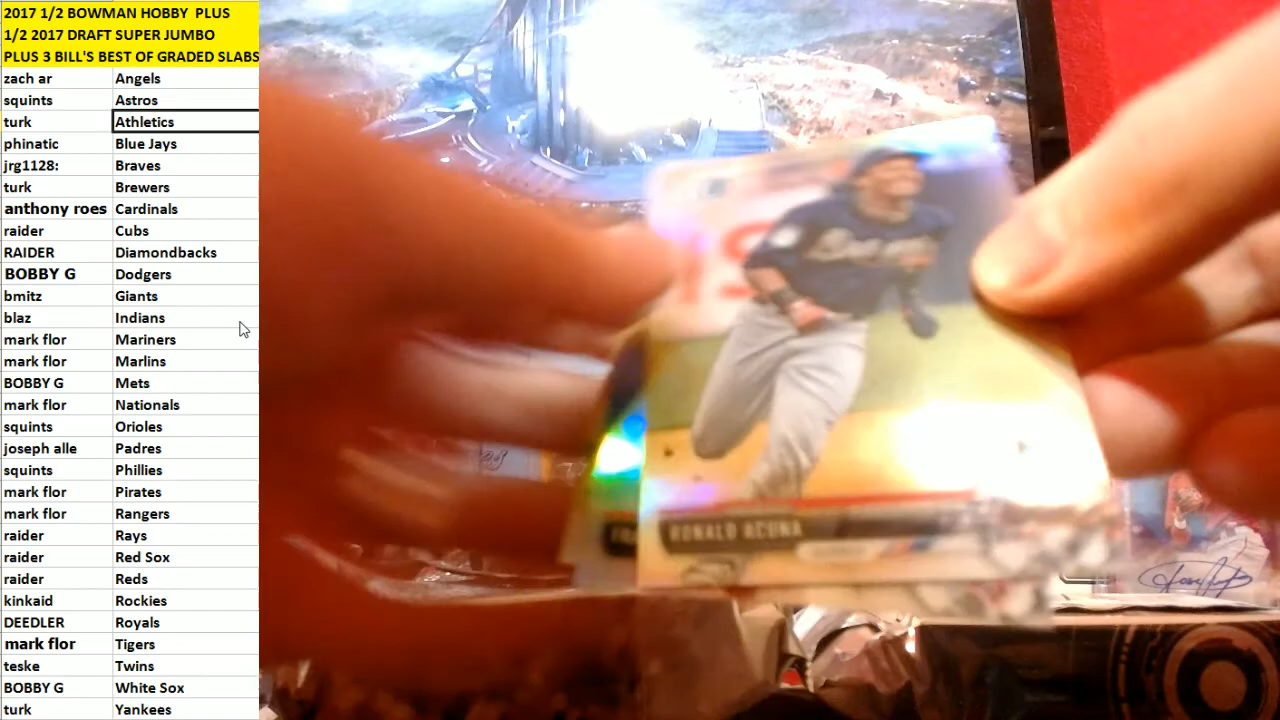 2017 1/2 BOWMAN HOBBY PLUS
1/2 2017 DRAFT SUPER JUMBO
PLUS 3 BILL'S BEST OF GRADED SLABS
zach ar Angels
squints Astros
turk Athletics
phinatic Blue Jays
jrg1128: Braves
turk Brewers
anthony roes Cardinals
raider Cubs
RAIDER Diamondbacks
BOBBY G Dodgers
bmitz Giants
blaz Indians
mark flor Mariners
mark flor Marlins
BOBBY G Mets
mark flor Nationals
squints Orioles
joseph alle Padres
squints Phillies
mark flor Pirates
mark flor Rangers
raider Rays
raider Red Sox
raider Reds
kinkaid Rockies
DEEDLER Royals
mark flor Tigers
teske Twins
BOBBY G White Sox
turk Yankees
RONALD ACUNA